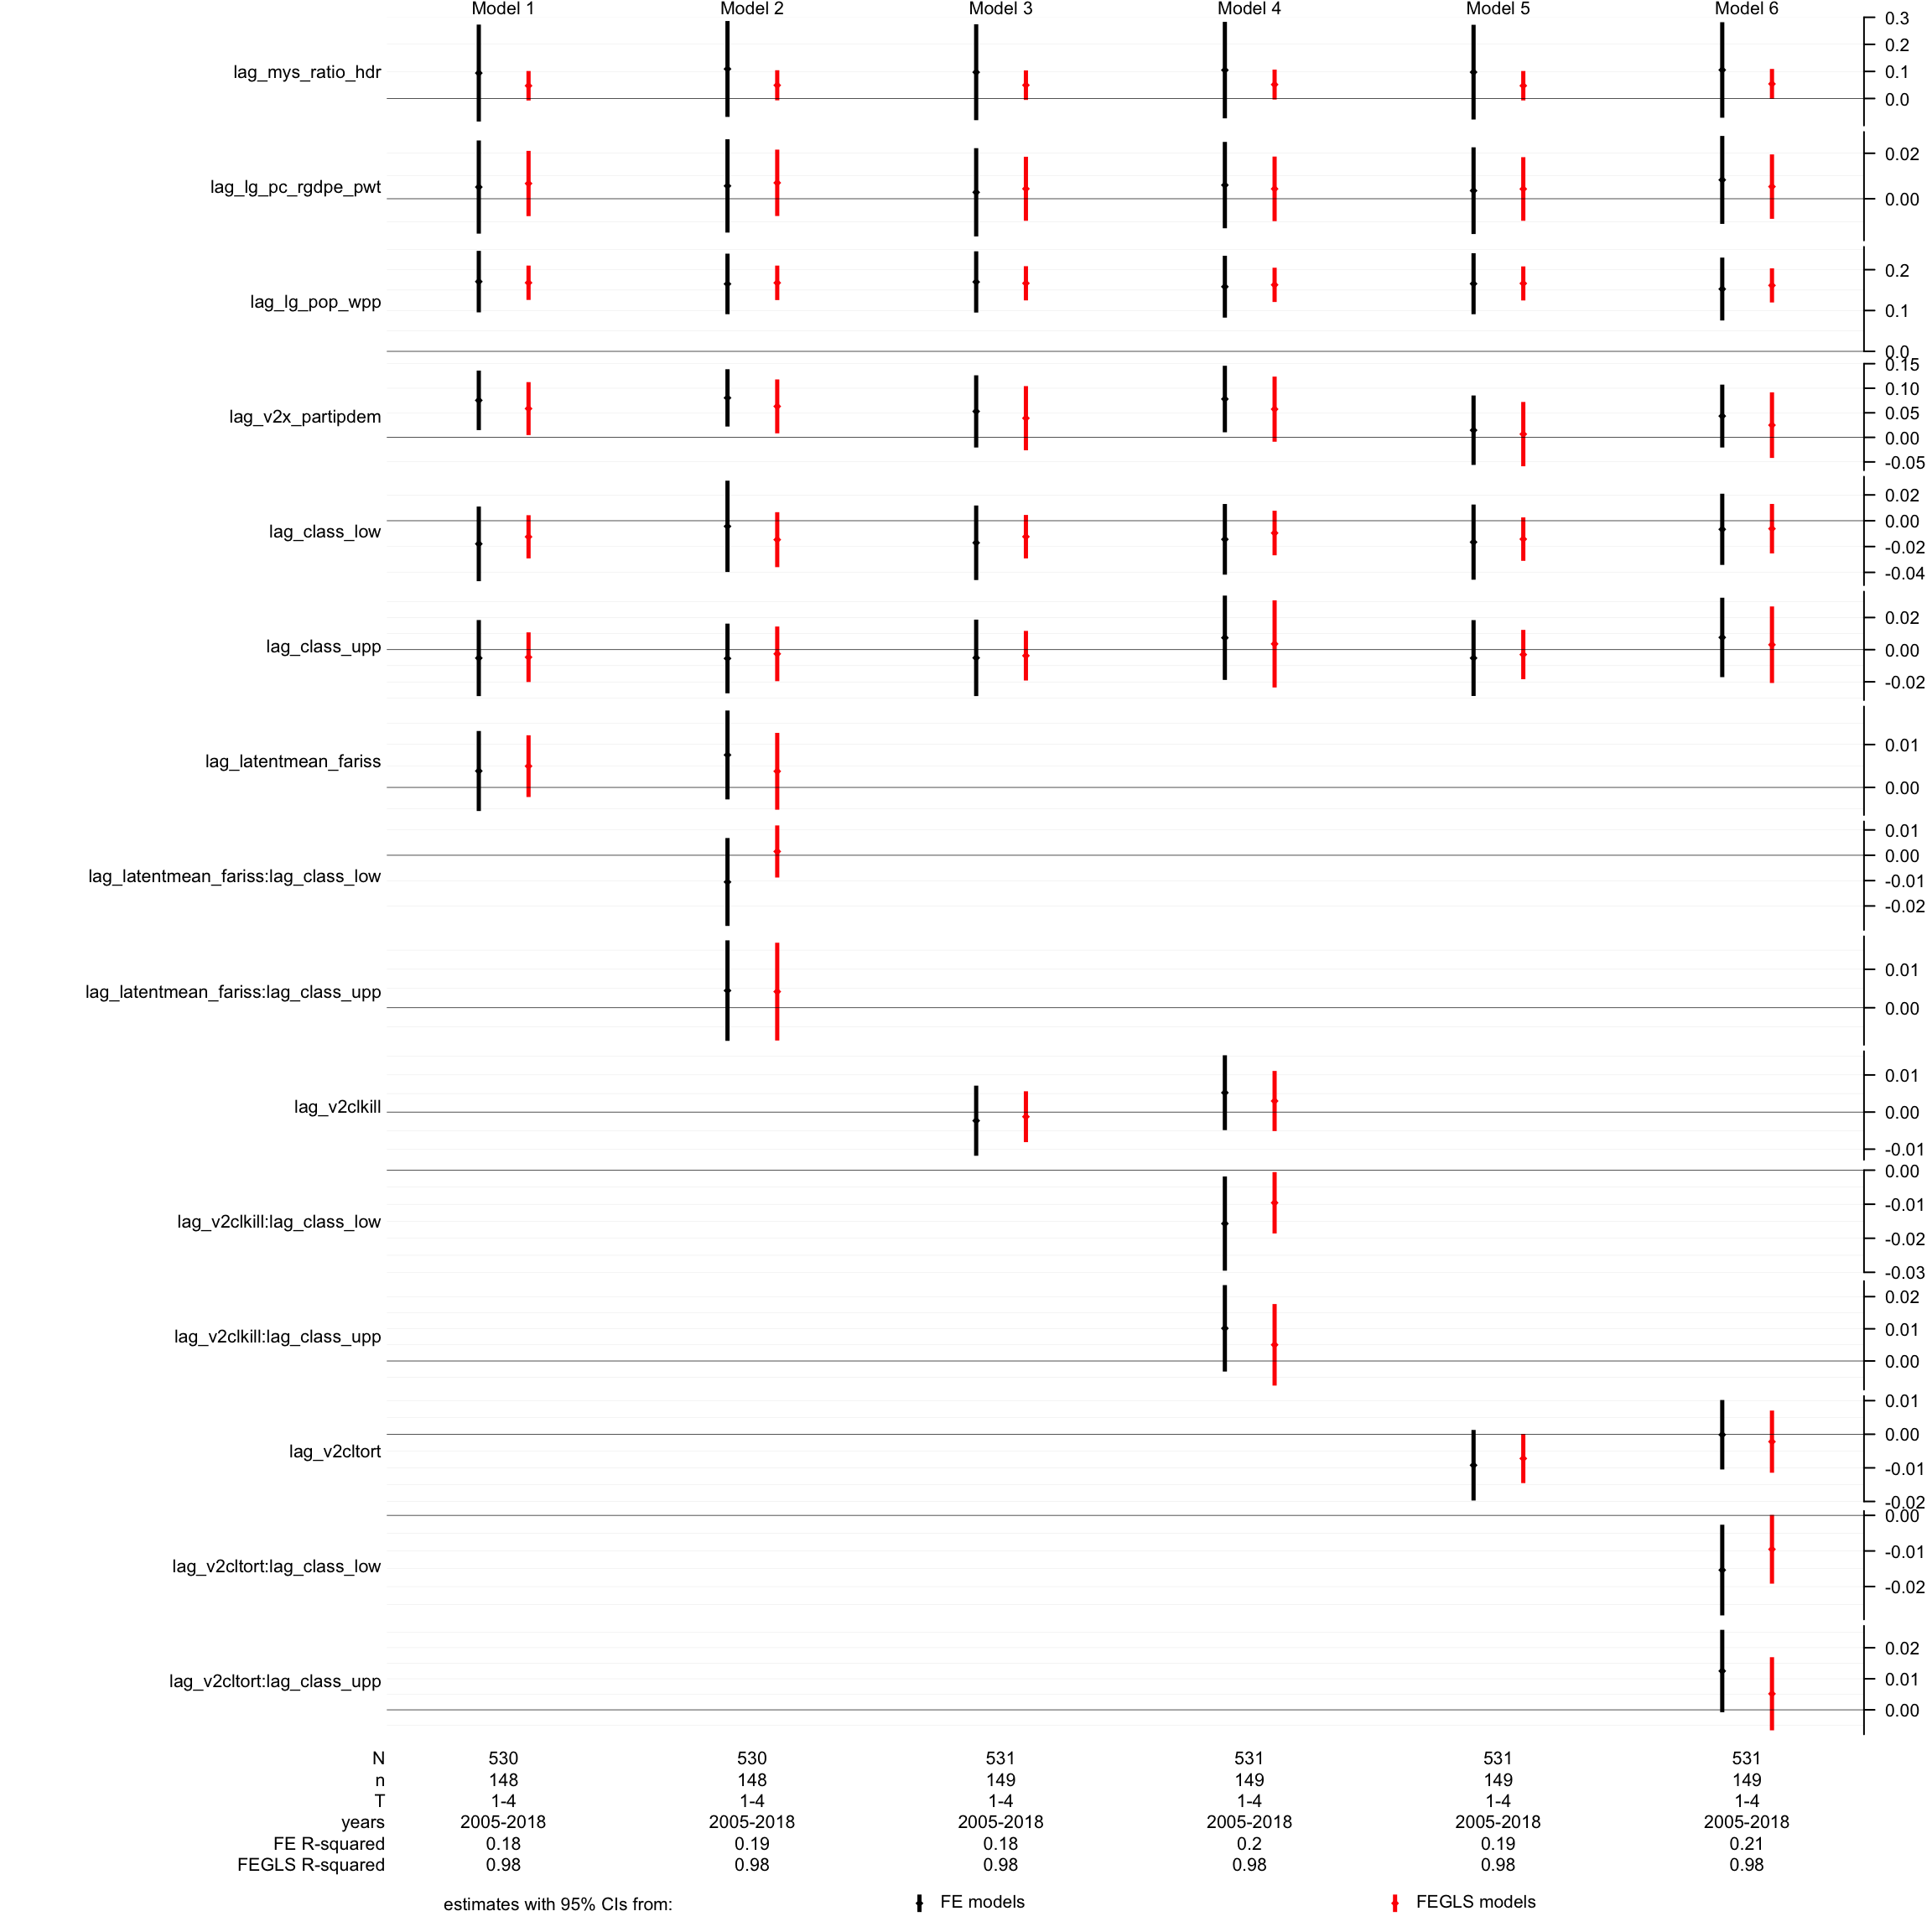 Model 1 Model 2 Model 3 Model 4 Model 5 Model 6
0.3
0.2
lag_mys_ratio_hdr 0.1
0.0
0.02
lag_lg_pc_rgdpe_pwt
0.00
0.2
lag_lg_pop_wpp
0.1
0.0
0.15
0.10
lag_v2x_partipdem 0.05
0.00
-0.05
0.02
lag_class_low 0.00
-0.02
-0.04
0.02
lag_class_upp 0.00
-0.02
0.01
lag_latentmean_fariss
0.00
0.01
0.00
lag_latentmean_fariss:lag_class_low -0.01
-0.02
0.01
lag_latentmean_fariss:lag_class_upp
0.00
0.01
lag_v2clkill 0.00
-0.01
0.00
-0.01
lag_v2clkill:lag_class_low
-0.02
-0.03
0.02
lag_v2clkill:lag_class_upp 0.01
0.00
0.01
0.00
lag_v2cltort
-0.01
-0.02
0.00
-0.01
lag_v2cltort:lag_class_low
-0.02
0.02
lag_v2cltort:lag_class_upp 0.01
0.00
N 530 530 531 531 531 531
n 148 148 149 149 149 149
T 1-4 1-4 1-4 1-4 1-4 1-4
years 2005-2018 2005-2018 2005-2018 2005-2018 2005-2018 2005-2018
FE R-squared 0.18 0.19 0.18 0.2 0.19 0.21
FEGLS R-squared 0.98 0.98 0.98 0.98 0.98 0.98
estimates with 95% CIs from: FE models FEGLS models